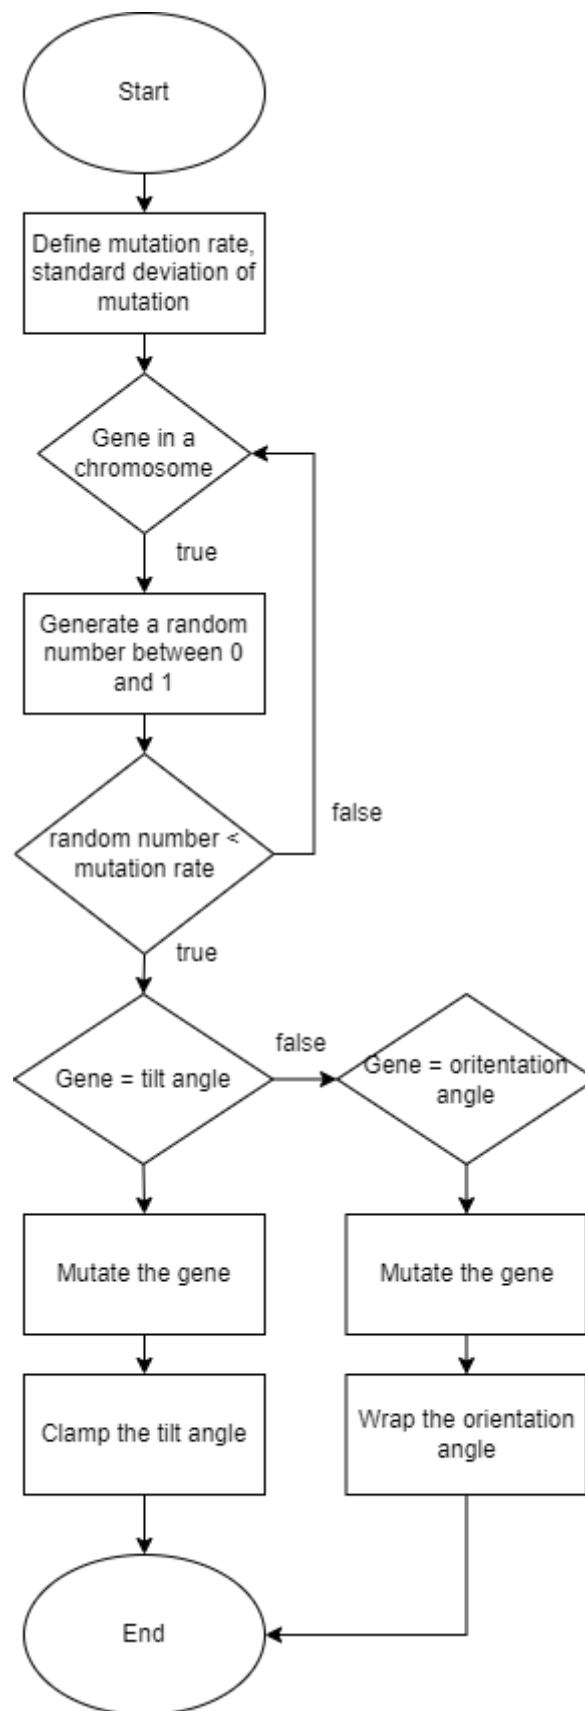 Start
Define mutation rate,
standard deviation of
mutation
Gene in a
chromosome
true
Generate a random
number between 0
and 1
false
random number <
mutation rate
true
false
Gene = tilt angle
Gene = oritentation
angle
Mutate the gene
Mutate the gene
Clamp the tilt angle
Wrap the orientation
angle
End